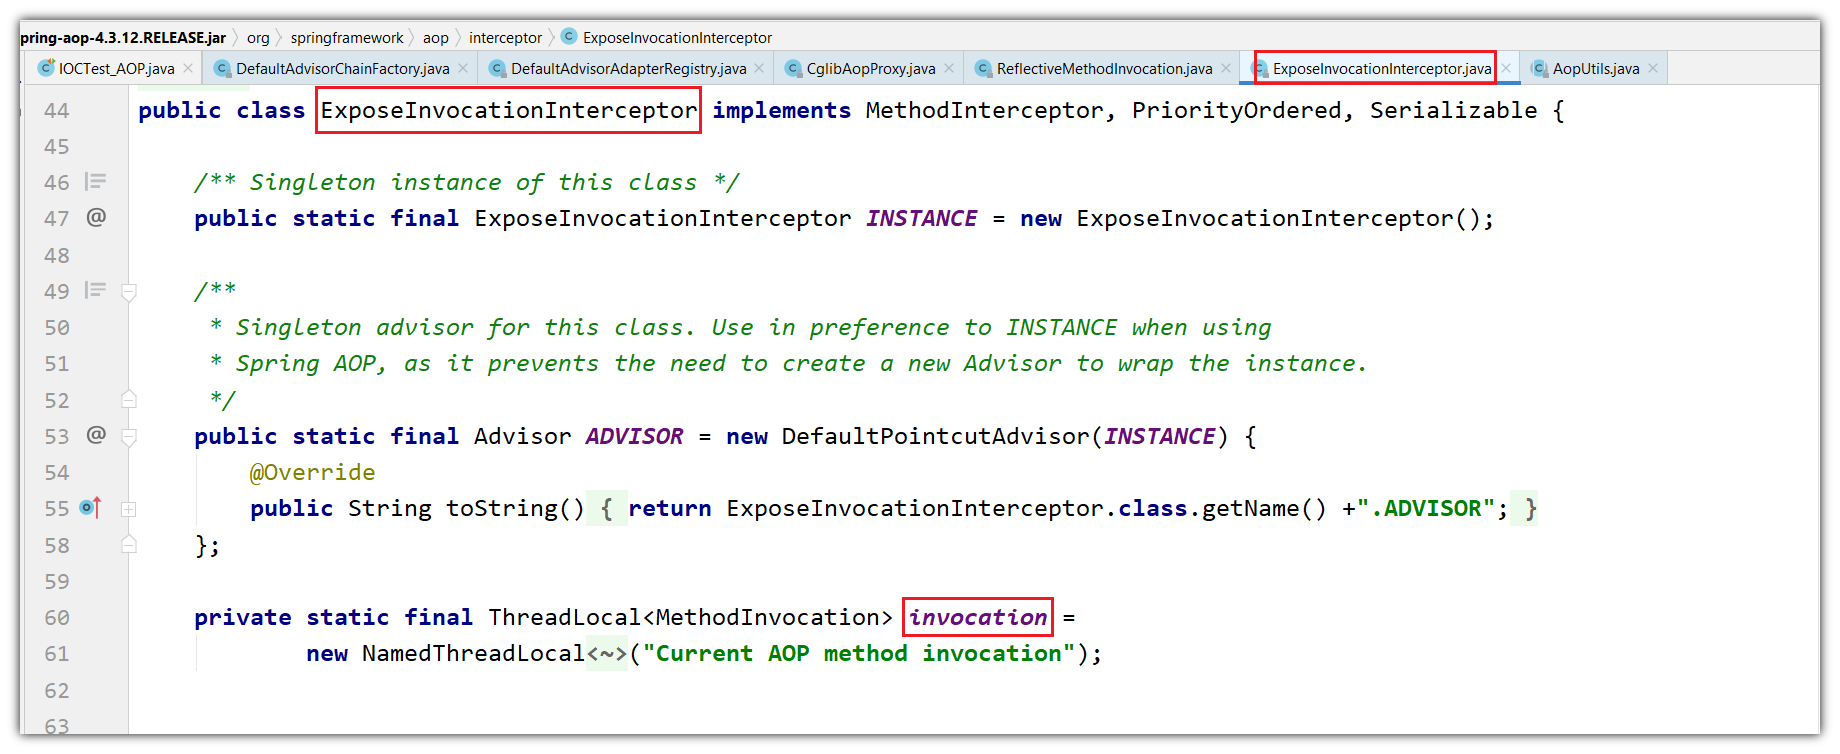 pring-aop-4.3.12.RELEASE.jar org springframework aop interceptor ExposeInvocationInterceptor
IOCTest_AOP.java DefaultAdvisorChainFactory.java DefaultAdvisorAdapterRegistry.java CglibAopProxy.java ReflectiveMethodInvocation.java ExposeInvocationInterceptor.java AopUtils.java
44 public class ExposeInvocationInterceptor implements MethodInterceptor, PriorityOrdered, Serializable {
45
46 /** Singleton instance of this class */
47 @ public static final ExposeInvocationInterceptor INSTANCE = new ExposeInvocationInterceptor();
48
49 /**
50 * Singleton advisor for this class. Use in preference to INSTANCE when using
51 * Spring AOP, as it prevents the need to create a new Advisor to wrap the instance.
52 */
53 @ public static final Advisor ADVISOR = new DefaultPointcutAdvisor(INSTANCE) {
54 @Override
55 public String toString() { return ExposeInvocationInterceptor.class.getName() +".ADVISOR"; }
58 };
59
60 private static final ThreadLocal<MethodInvocation> invocation =
61 new NamedThreadLocal<~>("Current AOP method invocation");
62
63